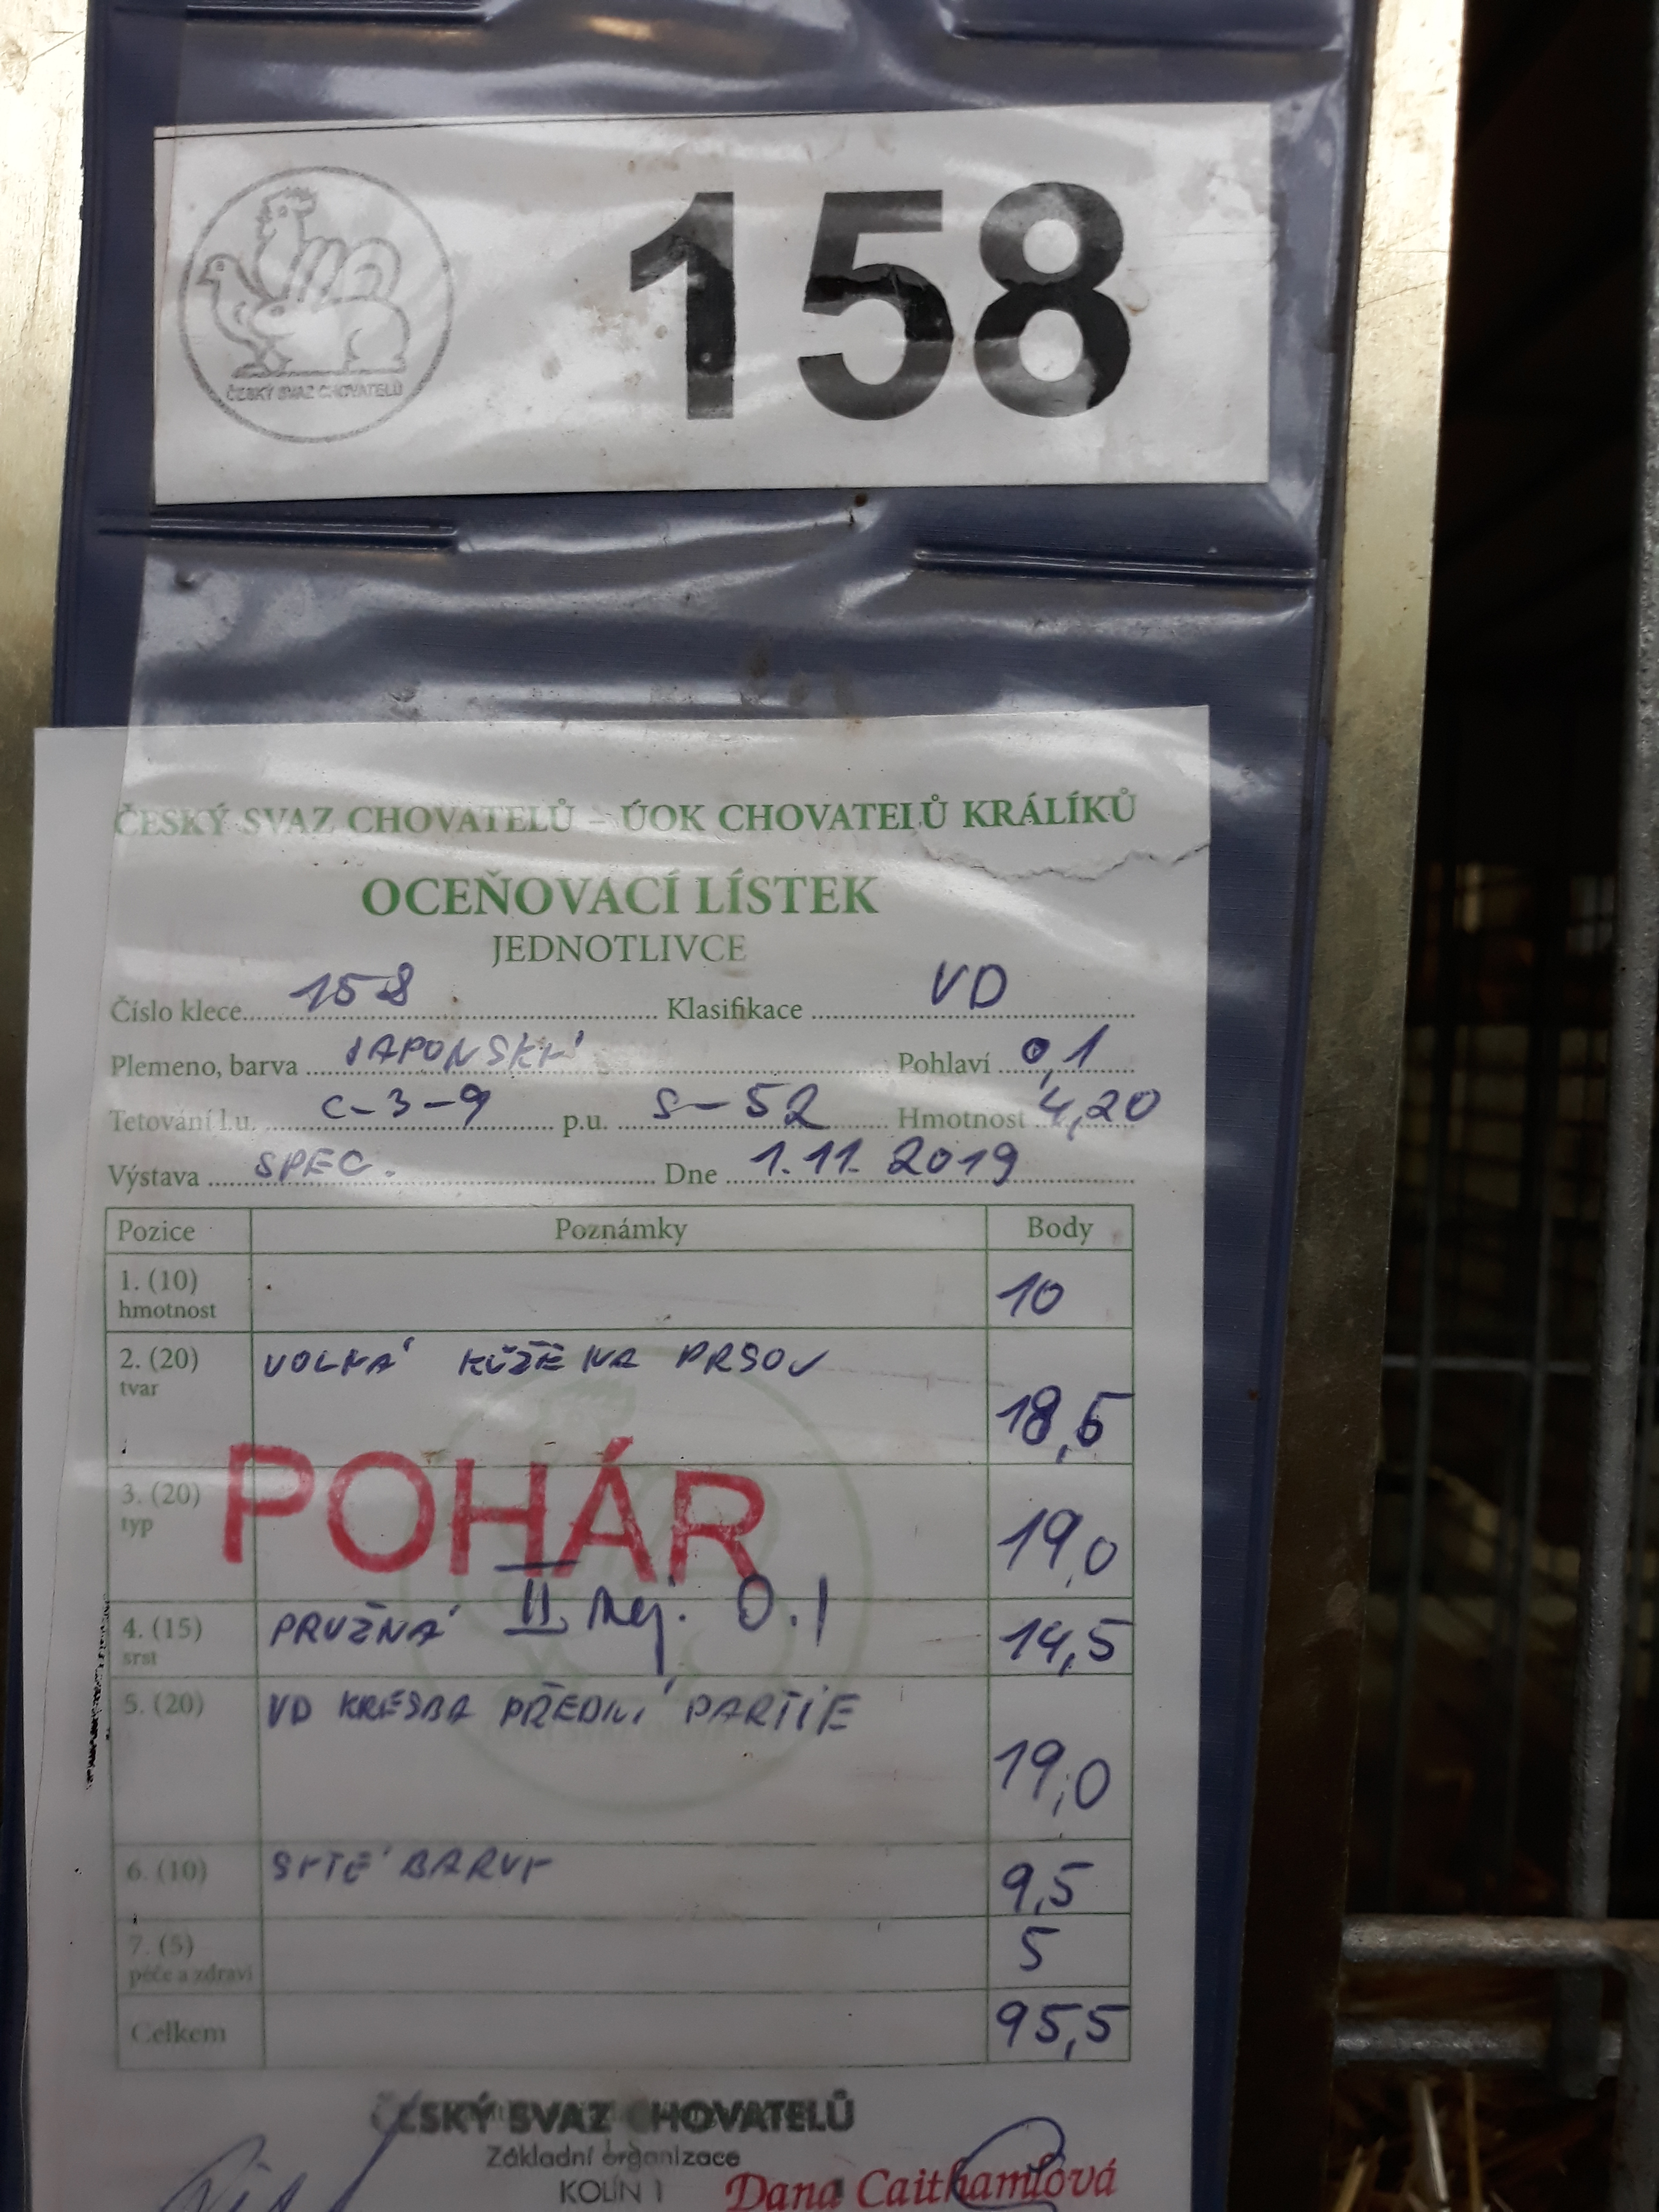 158
ČESKÝ SVAZ CHOVATELŮ
ČESKÝ SVAZ CHOVATELŮ – ÚOK CHOVATELŮ KRÁLÍKŮ
OCEŇOVACÍ LÍSTEK
JEDNOTLIVCE
Číslo klece 158 Klasifikace VD
Plemeno, barva JAPONSKÝ Pohlaví 0,1
Tetování l.u. C-3-9 p.u. S-52 Hmotnost 4,20
Výstava SPEC. Dne 1.11.2019
Pozice Poznámky Body
1. (10) hmotnost 10
2. (20) tvar VOLNÁ KŮŽE NA PRSOU 18,5
3. (20) typ 19,0
POHÁR
II. nej. 0.1
4. (15) srst PRUŽNÁ 14,5
5. (20) VD KRESBA PŘEDNÍ PARTIE 19,0
6. (10) SYTÉ BARVY 9,5
7. (5) péče a zdraví 5
Celkem 95,5
ČESKÝ SVAZ CHOVATELŮ
Základní organizace
KOLÍN 1
Dana Caithamlová